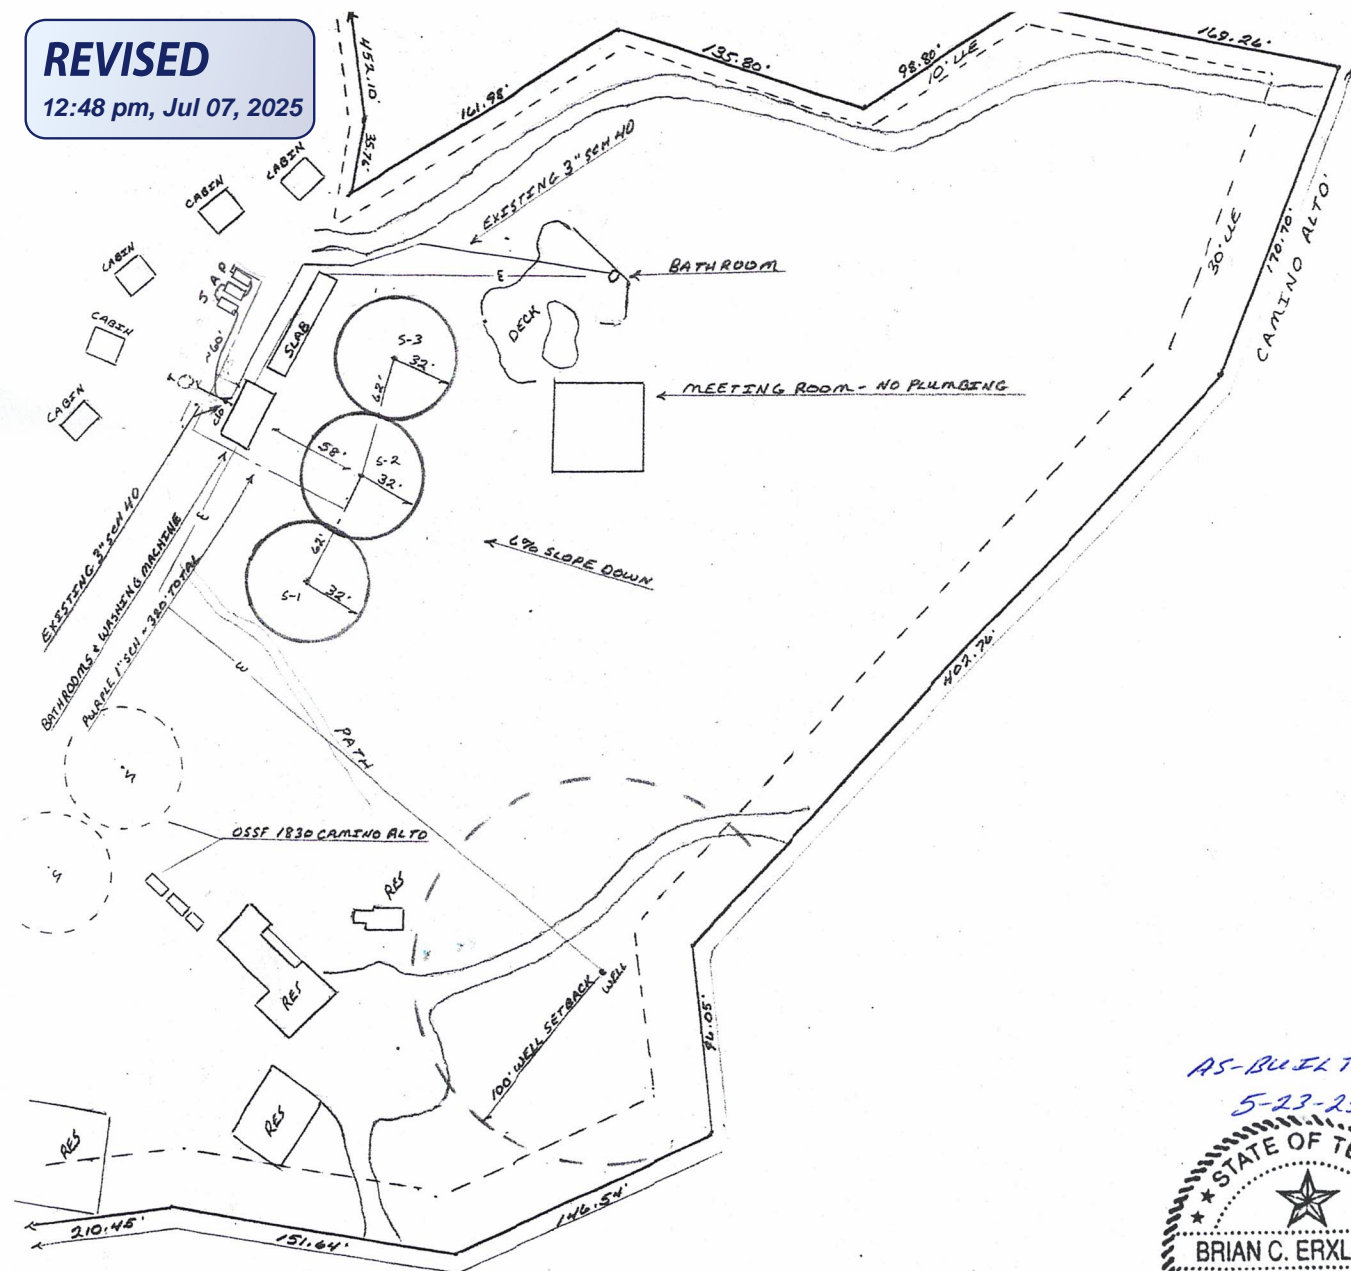 REVISED
12:48 pm, Jul 07, 2025
452.10'
35.76'
161.98'
135.80'
98.80'
10' UE
169.26'
CABIN
CABIN
CABIN
CABIN
CABIN
EXISTING 3" SCH 40
BATHROOM
E
DECK
30' UE
170.70'
CAMINO ALTO
S A P
~60'
SLAB
S-3
32'
62'
MEETING ROOM - NO PLUMBING
T
58'
S-2
32'
62'
6% SLOPE DOWN
S-1
32'
EXISTING 3" SCH 40
BATHROOMS & WASHING MACHINE
E
PURPLE 1" SCH ~ 320' TOTAL
402.76'
W
PATH
OSSF 1830 CAMINO ALTO
RES
RES
WELL
100' WELL SETBACK
96.05'
RES
RES
210.45'
151.64'
146.54'
AS-BUILT
5-23-25
STATE OF TE
BRIAN C. ERXL